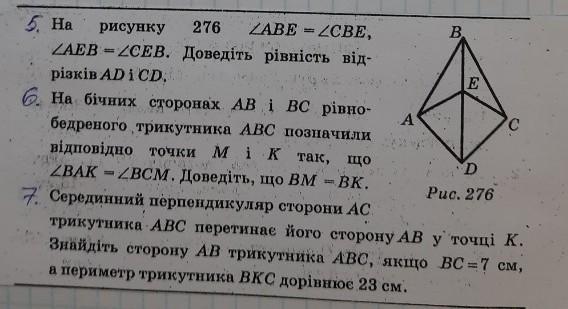 5. На рисунку 276 ∠ABE = ∠CBE,
∠AEB = ∠CEB. Доведіть рівність від-
різків AD і CD.
6. На бічних сторонах AB і BC рівно-
бедреного трикутника ABC позначили
відповідно точки M і K так, що
∠BAK = ∠BCM. Доведіть, що BM = BK.
7. Серединний перпендикуляр сторони AC
трикутника ABC перетинає його сторону AB у точці K.
Знайдіть сторону AB трикутника ABC, якщо BC = 7 см,
а периметр трикутника BKC дорівнює 23 см.
B
E
A
C
D
Рис. 276